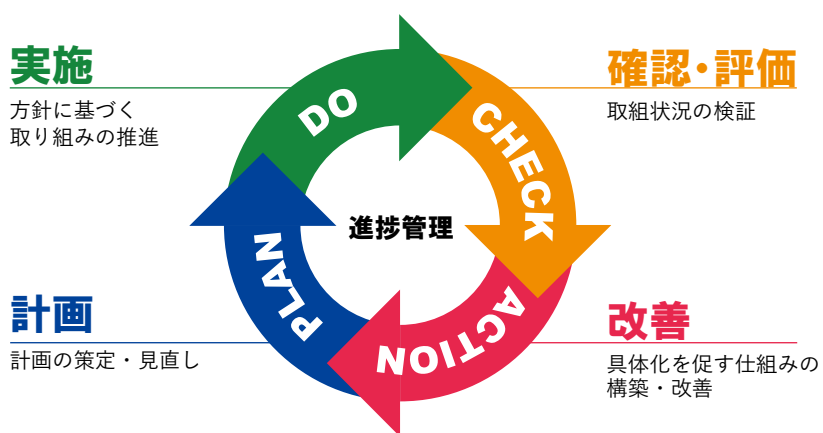 実施
方針に基づく
取り組みの推進
DO
確認・評価
取組状況の検証
CHECK
進捗管理
計画
計画の策定・見直し
PLAN
改善
具体化を促す仕組みの
構築・改善
ACTION